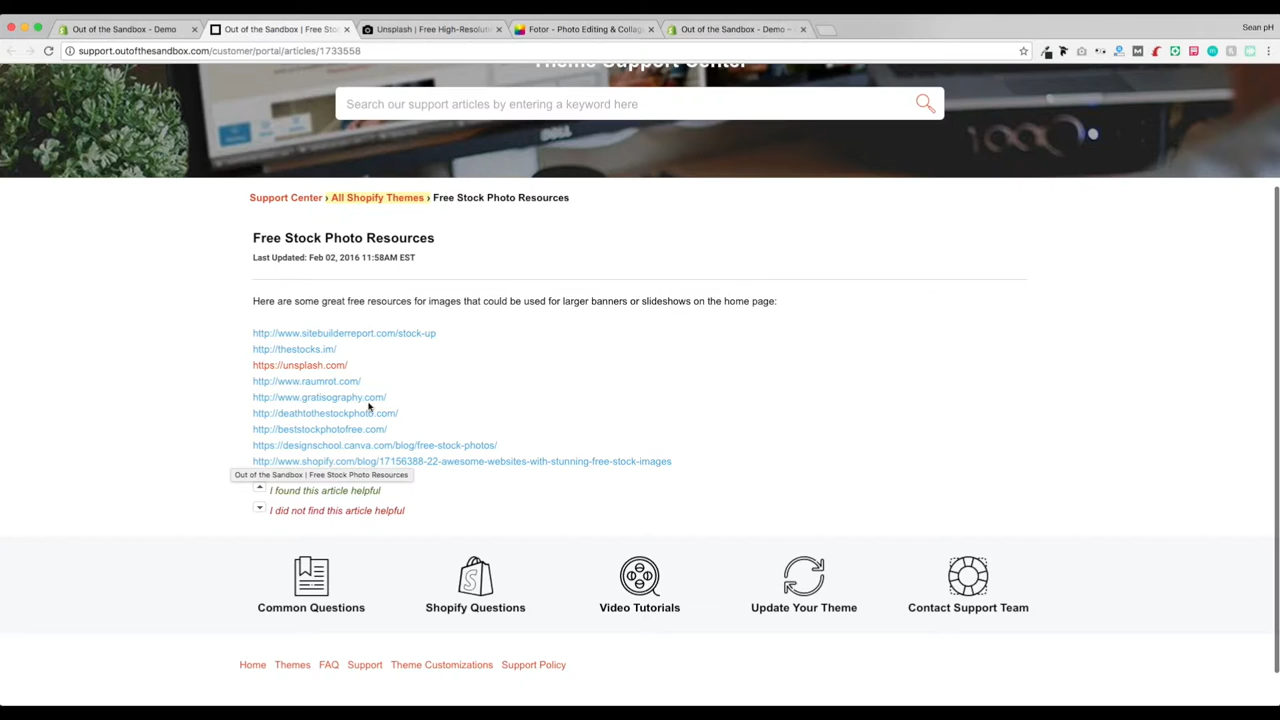 Out of the Sandbox - Demo
Out of the Sandbox | Free Sto
Unsplash | Free High-Resoluti
Fotor - Photo Editing & Collag
Out of the Sandbox - Demo ~
Sean pH
support.outofthesandbox.com/customer/portal/articles/1733558
Theme Support Center
Search our support articles by entering a keyword here
DELL
Support Center › All Shopify Themes › Free Stock Photo Resources
Free Stock Photo Resources
Last Updated: Feb 02, 2016 11:58AM EST
Here are some great free resources for images that could be used for larger banners or slideshows on the home page:
http://www.sitebuilderreport.com/stock-up
http://thestocks.im/
https://unsplash.com/
http://www.raumrot.com/
http://www.gratisography.com/
http://deathtothestockphoto.com/
http://beststockphotofree.com/
https://designschool.canva.com/blog/free-stock-photos/
http://www.shopify.com/blog/17156388-22-awesome-websites-with-stunning-free-stock-images
Out of the Sandbox | Free Stock Photo Resources
I found this article helpful
I did not find this article helpful
Common Questions
Shopify Questions
Video Tutorials
Update Your Theme
Contact Support Team
Home Themes FAQ Support Theme Customizations Support Policy